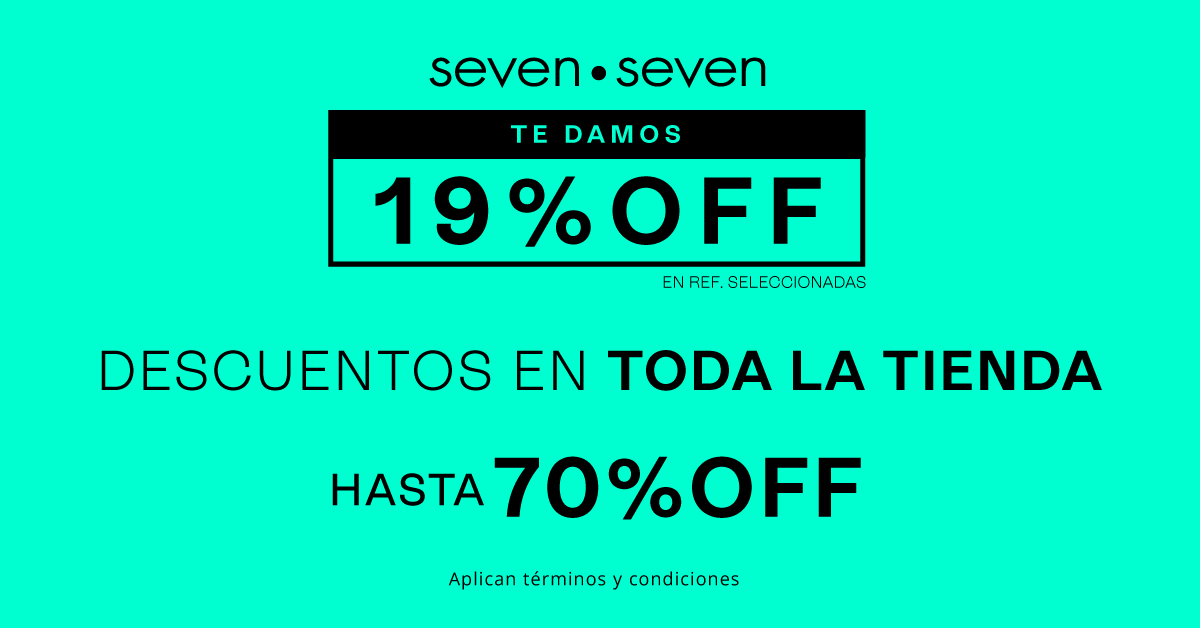 seven•seven
TE DAMOS
19%OFF
EN REF. SELECCIONADAS
DESCUENTOS EN TODA LA TIENDA
HASTA 70%OFF
Aplican términos y condiciones